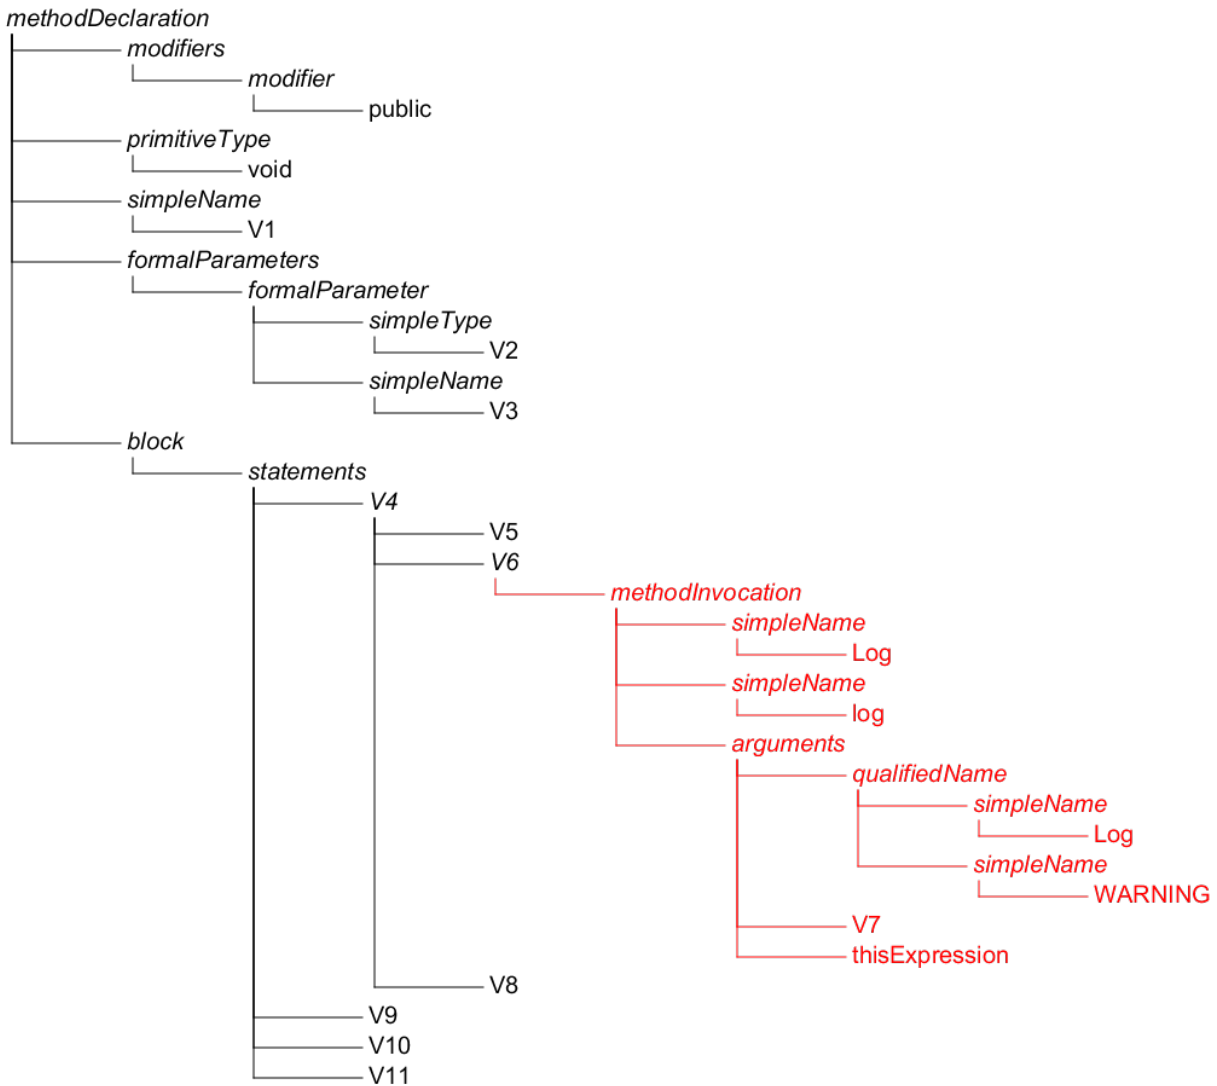 methodDeclaration
modifiers
modifier
public
primitiveType
void
simpleName
V1
formalParameters
formalParameter
simpleType
V2
simpleName
V3
block
statements
V4
V5
V6
methodInvocation
simpleName
Log
simpleName
log
arguments
qualifiedName
simpleName
Log
simpleName
WARNING
V7
thisExpression
V8
V9
V10
V11